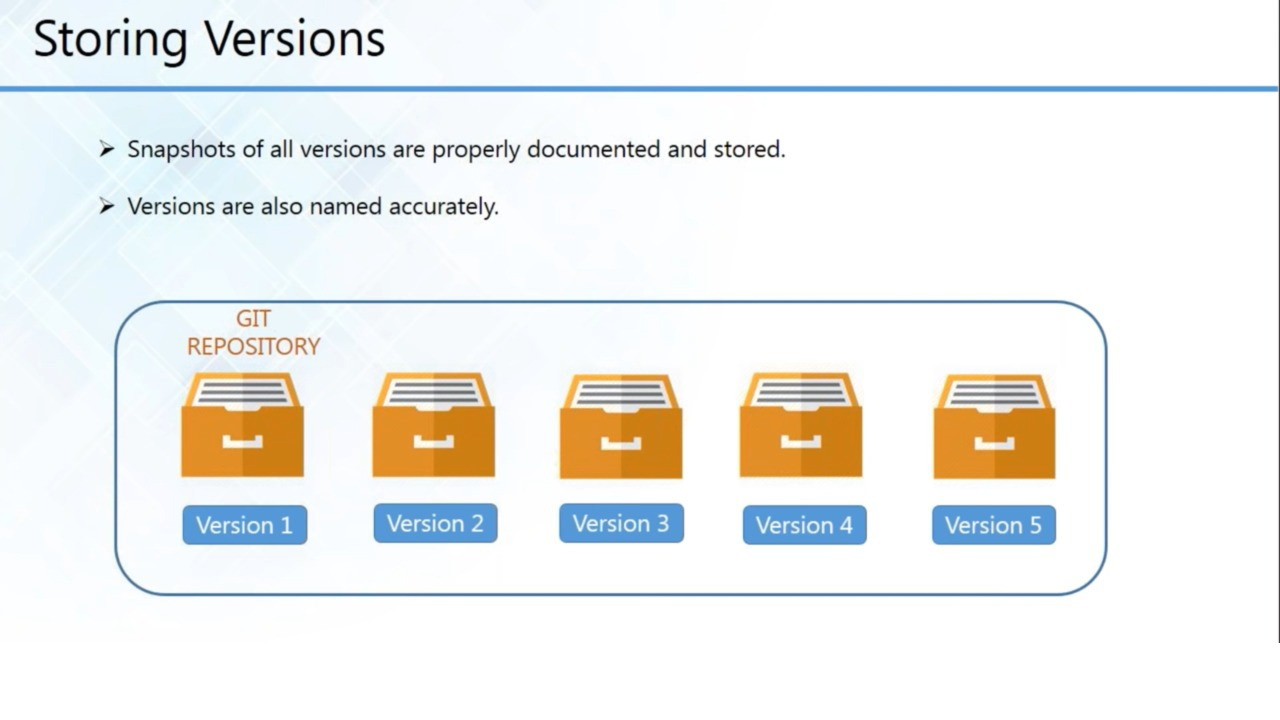 Storing Versions
➢ Snapshots of all versions are properly documented and stored.
➢ Versions are also named accurately.
GIT
REPOSITORY
Version 1
Version 2
Version 3
Version 4
Version 5